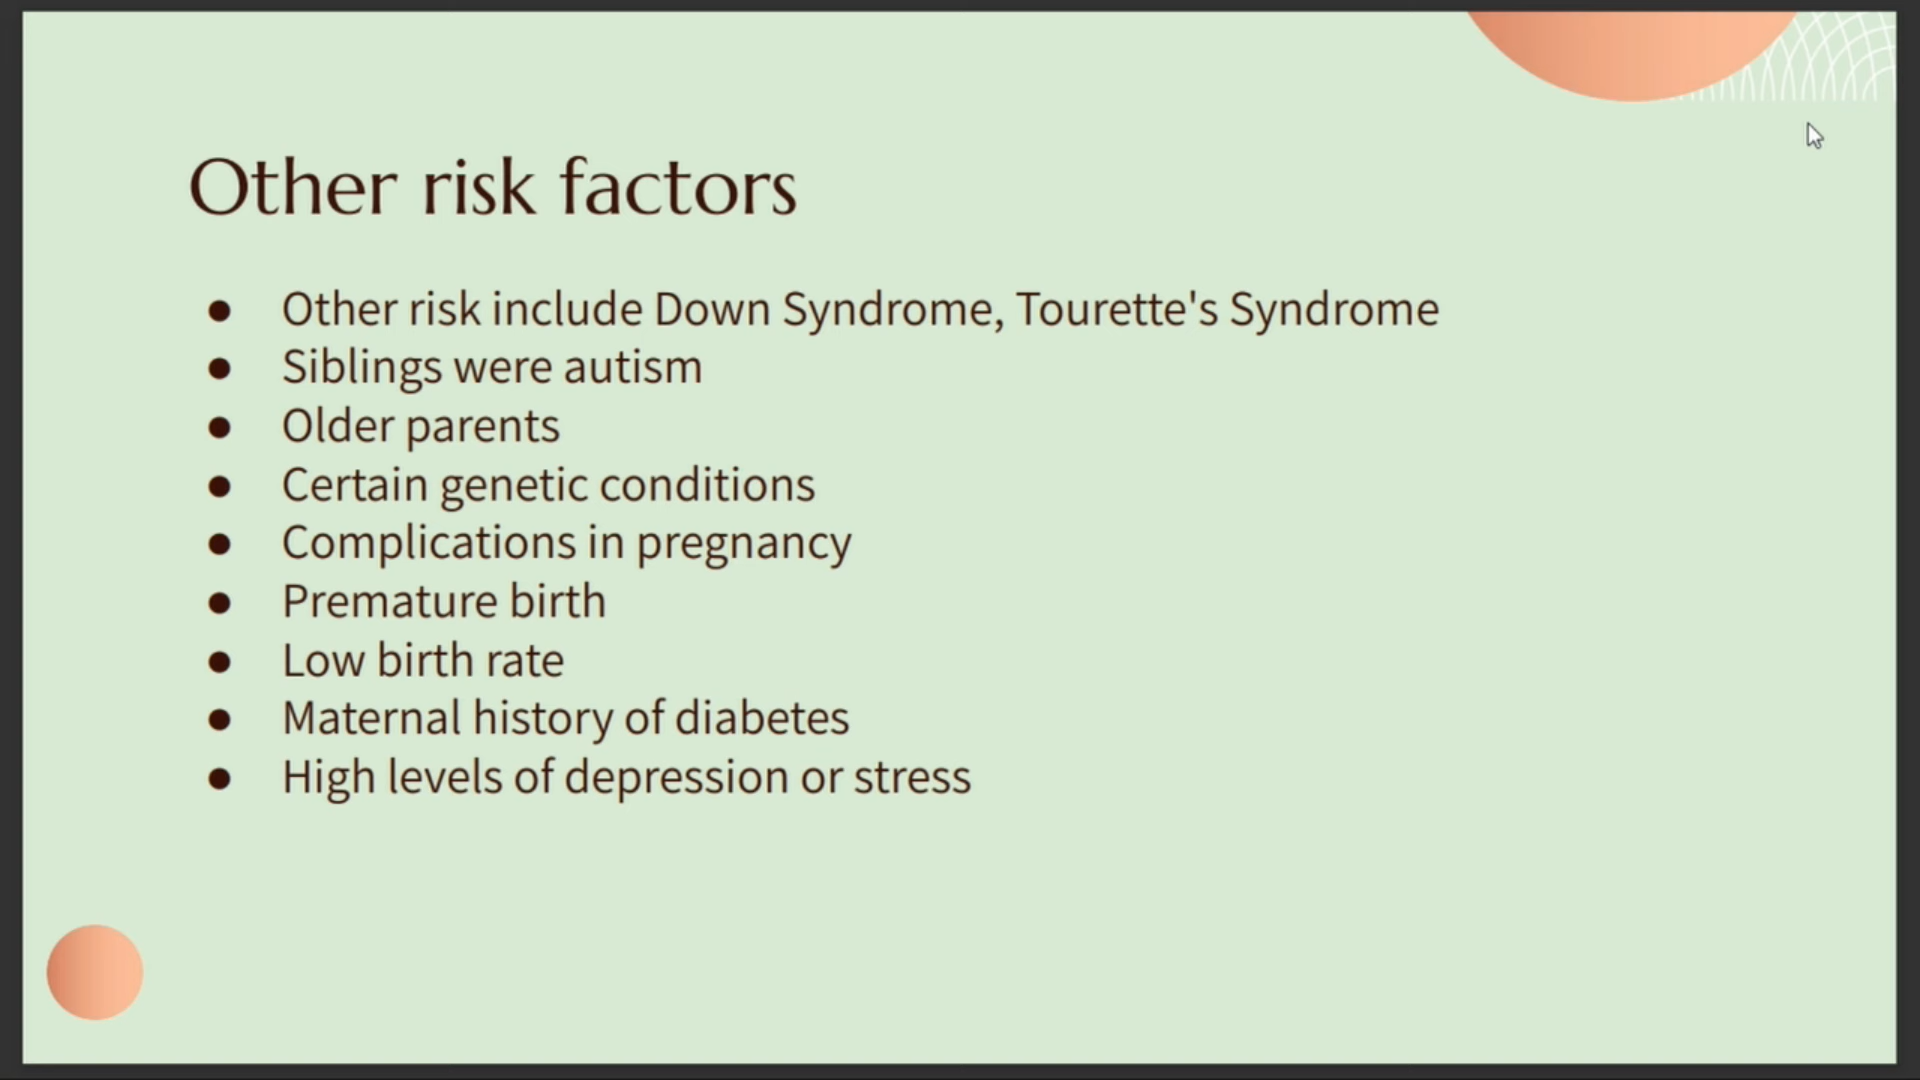 Other risk factors
● Other risk include Down Syndrome, Tourette's Syndrome
● Siblings were autism
● Older parents
● Certain genetic conditions
● Complications in pregnancy
● Premature birth
● Low birth rate
● Maternal history of diabetes
● High levels of depression or stress